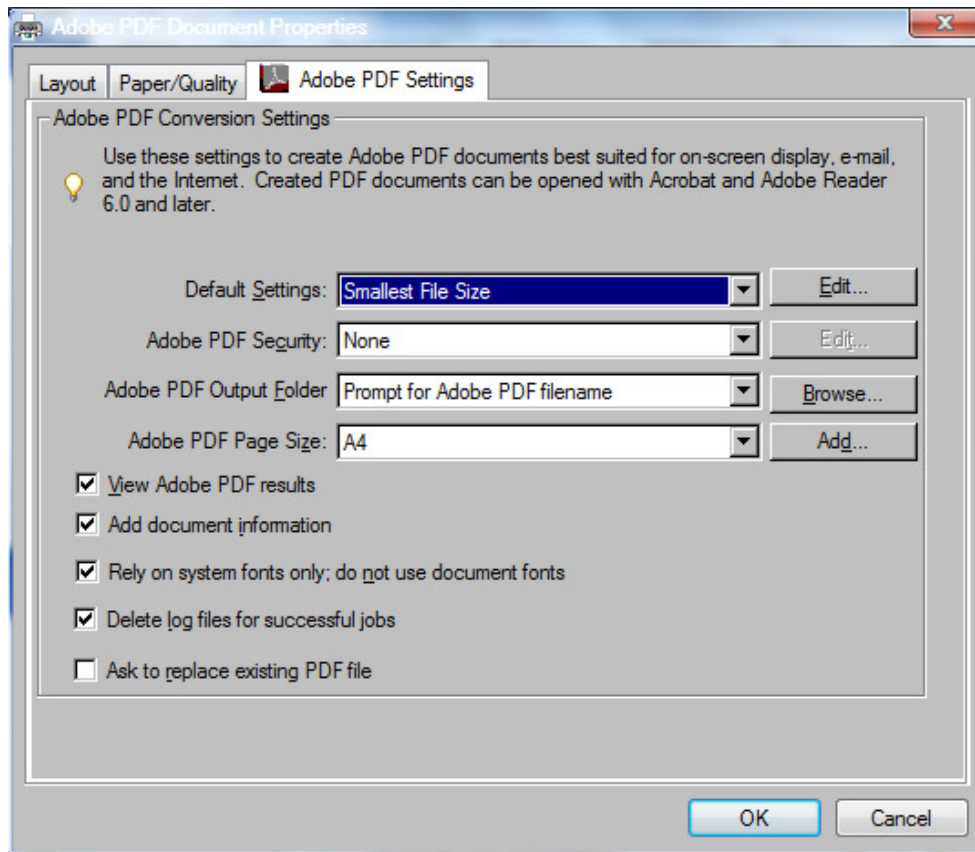 Adobe PDF Document Properties
Layout Paper/Quality Adobe PDF Settings
Adobe PDF Conversion Settings
Use these settings to create Adobe PDF documents best suited for on-screen display, e-mail,
and the Internet. Created PDF documents can be opened with Acrobat and Adobe Reader
6.0 and later.
Default Settings: Smallest File Size Edit...
Adobe PDF Security: None Edit...
Adobe PDF Output Folder Prompt for Adobe PDF filename Browse...
Adobe PDF Page Size: A4 Add...
View Adobe PDF results
Add document information
Rely on system fonts only; do not use document fonts
Delete log files for successful jobs
Ask to replace existing PDF file
OK Cancel